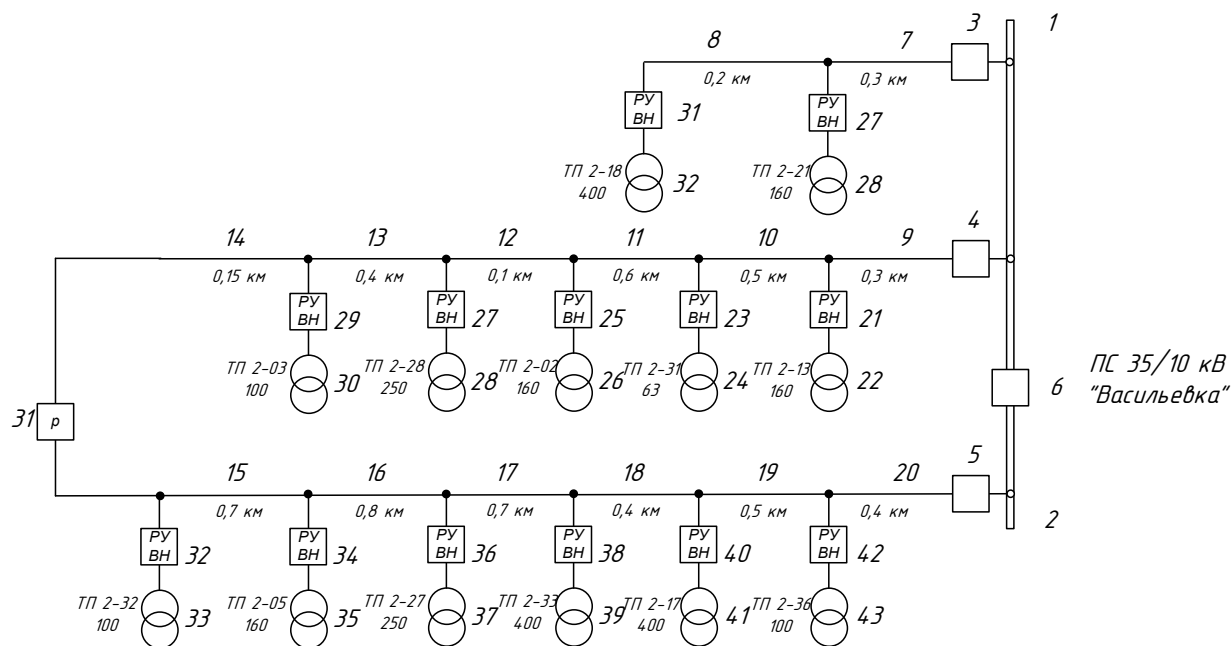 3
1
8
7
0,2 км
0,3 км
РУ
ВН
31
РУ
ВН
27
ТП 2-18
400
32
ТП 2-21
160
28
4
14
13
12
11
10
9
0,15 км
0,4 км
0,1 км
0,6 км
0,5 км
0,3 км
РУ
ВН
29
РУ
ВН
27
РУ
ВН
25
РУ
ВН
23
РУ
ВН
21
ТП 2-03
100
30
ТП 2-28
250
28
ТП 2-02
160
26
ТП 2-31
63
24
ТП 2-13
160
22
6
ПС 35/10 кВ
"Васильевка"
31
р
5
15
16
17
18
19
20
0,7 км
0,8 км
0,7 км
0,4 км
0,5 км
0,4 км
2
РУ
ВН
32
РУ
ВН
34
РУ
ВН
36
РУ
ВН
38
РУ
ВН
40
РУ
ВН
42
ТП 2-32
100
33
ТП 2-05
160
35
ТП 2-27
250
37
ТП 2-33
400
39
ТП 2-17
400
41
ТП 2-36
100
43